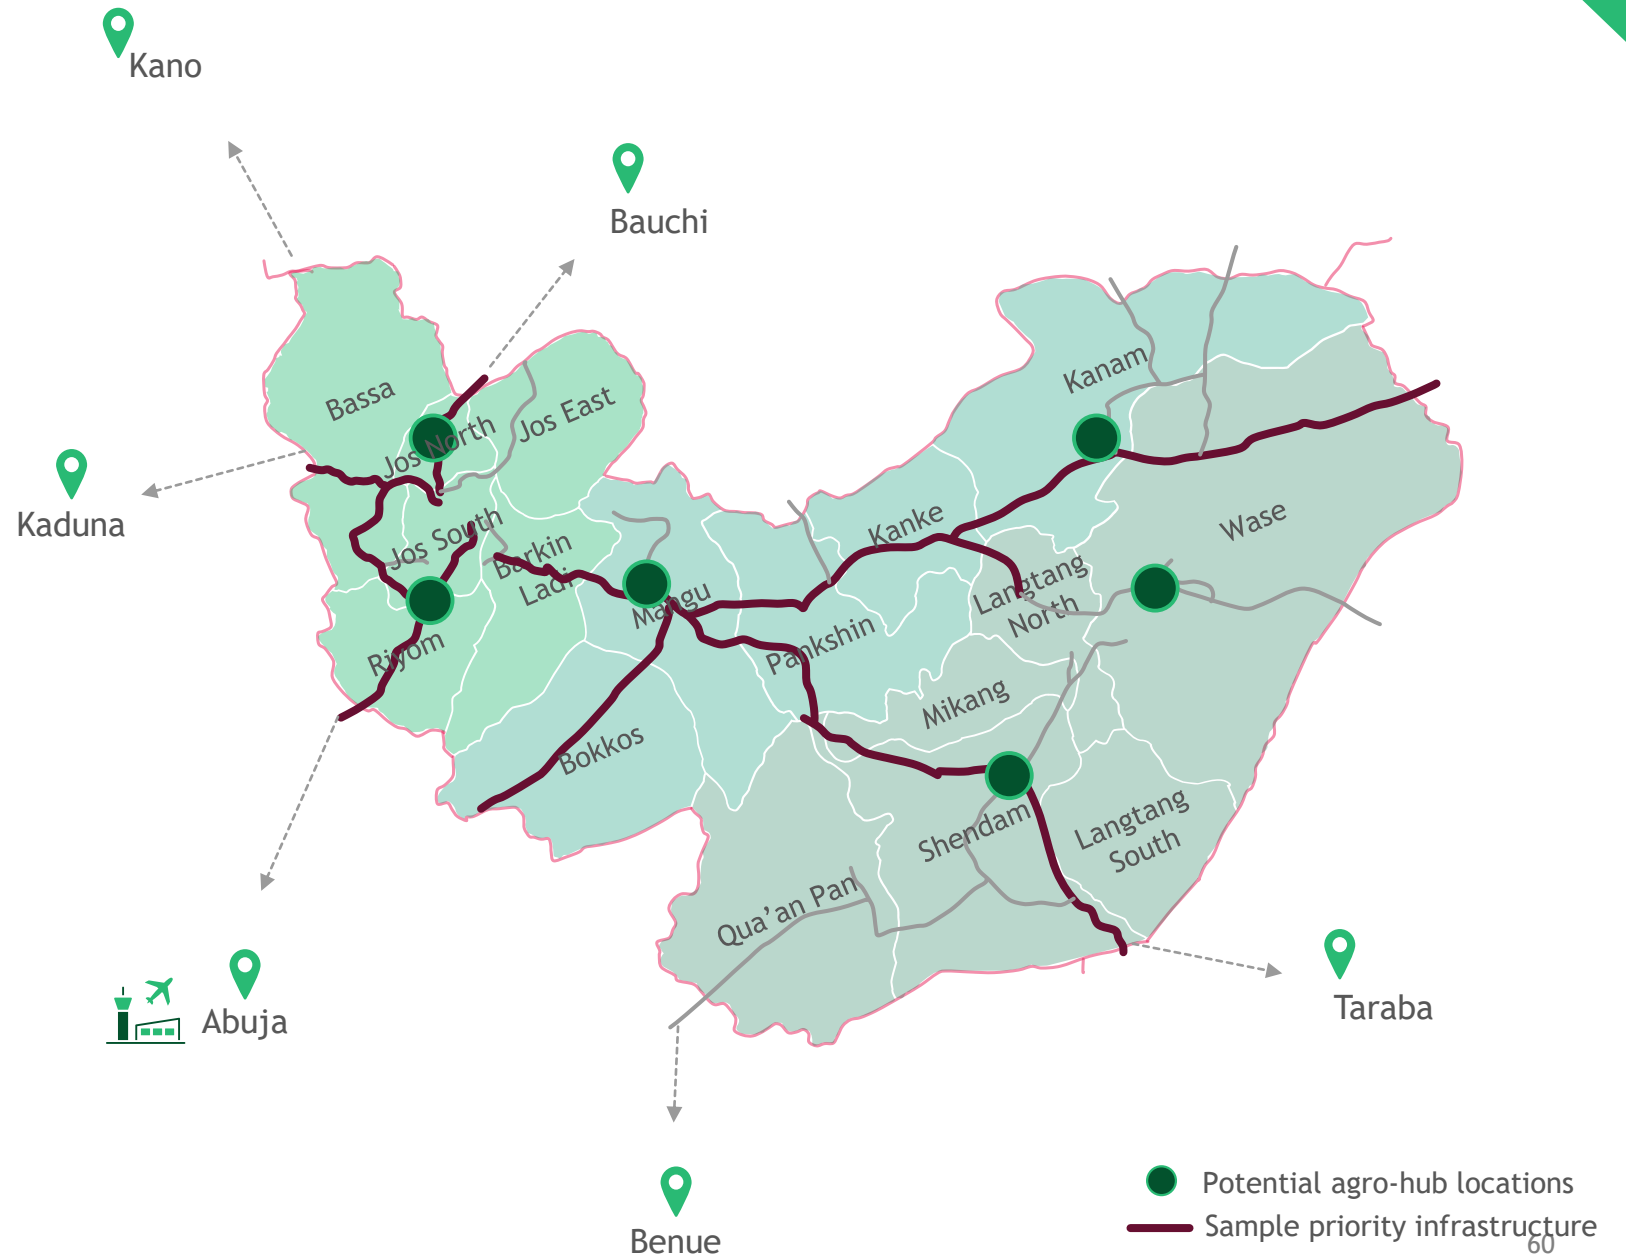 Kano
Bauchi
Kanam
Bassa
Jos East
Jos North
Kaduna
Kanke
Wase
Jos South
Barkin
Ladi
Langtang
North
Mangu
Pankshin
Riyom
Mikang
Bokkos
Shendam
Langtang
South
Qua’an Pan
Abuja
Taraba
Potential agro-hub locations
Sample priority infrastructure
60
Benue